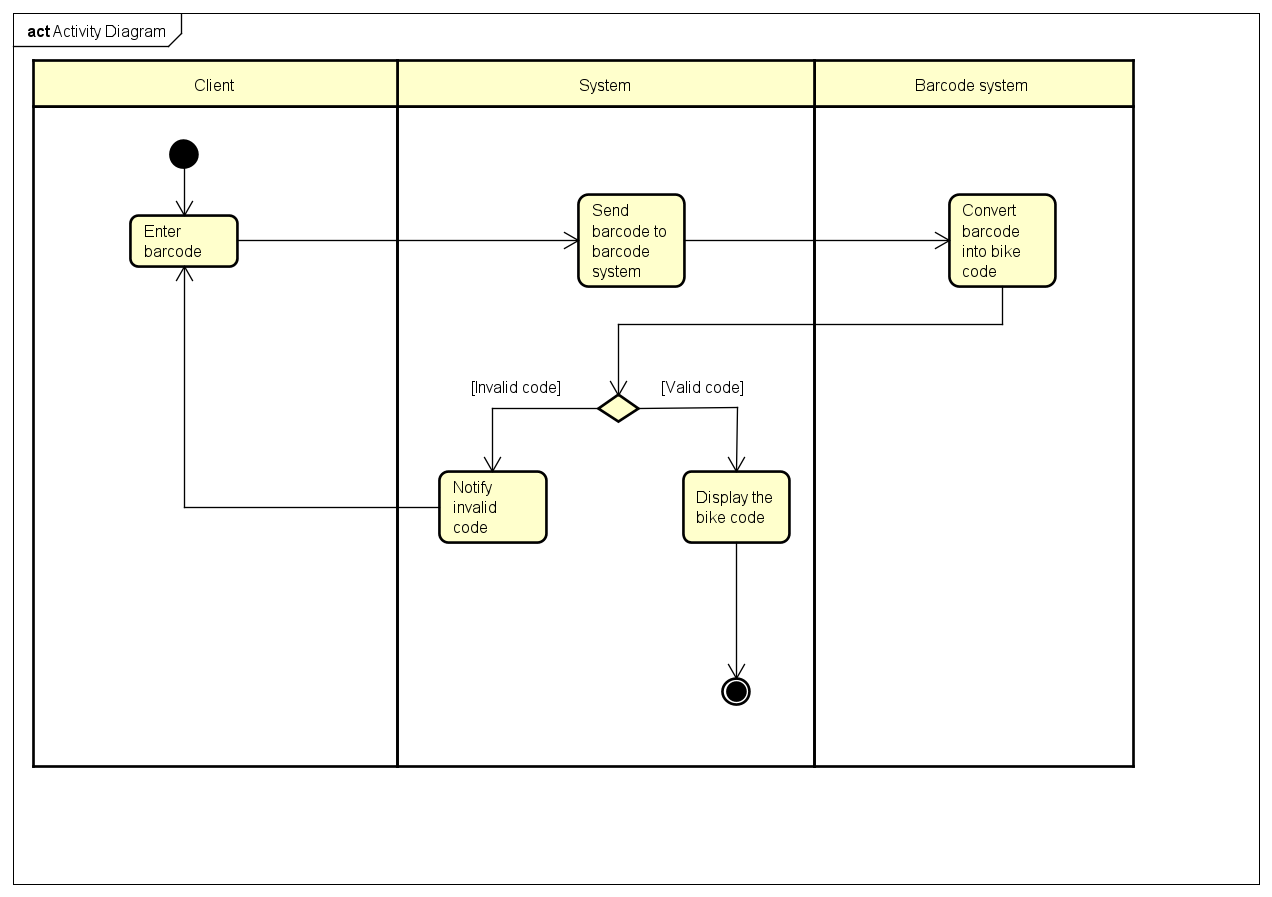 act Activity Diagram
Client
System
Barcode system
Enter
barcode
Send
barcode to
barcode
system
Convert
barcode
into bike
code
[Invalid code]
[Valid code]
Notify
invalid
code
Display the
bike code